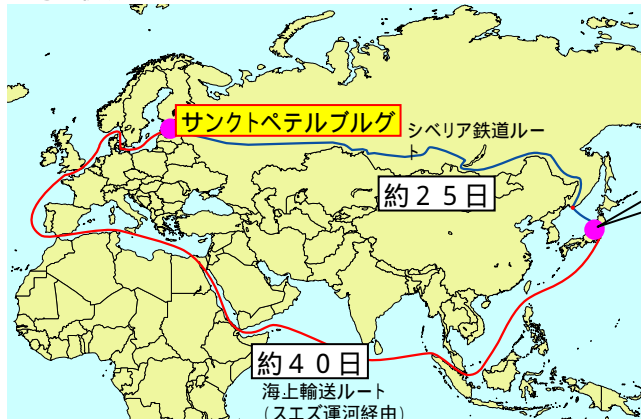 サンクトペテルブルグ
シベリア鉄道ルー
ト
約２５日
約４０日
海上輸送ルート
（スエズ運河経由）